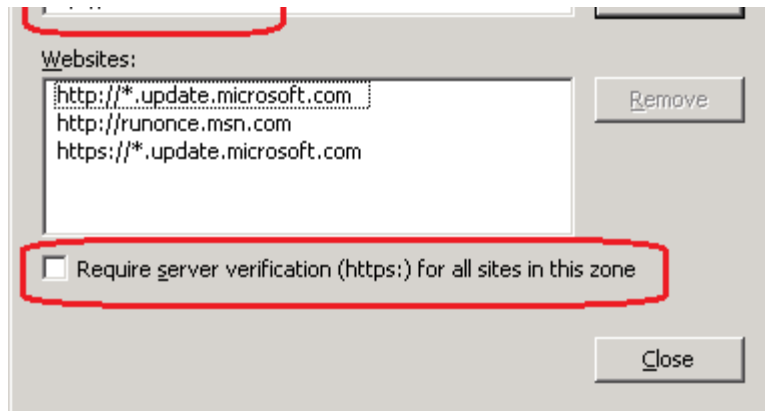 Websites:
http://*.update.microsoft.com
Remove
http://runonce.msn.com
https://*.update.microsoft.com
Require server verification (https:) for all sites in this zone
Close